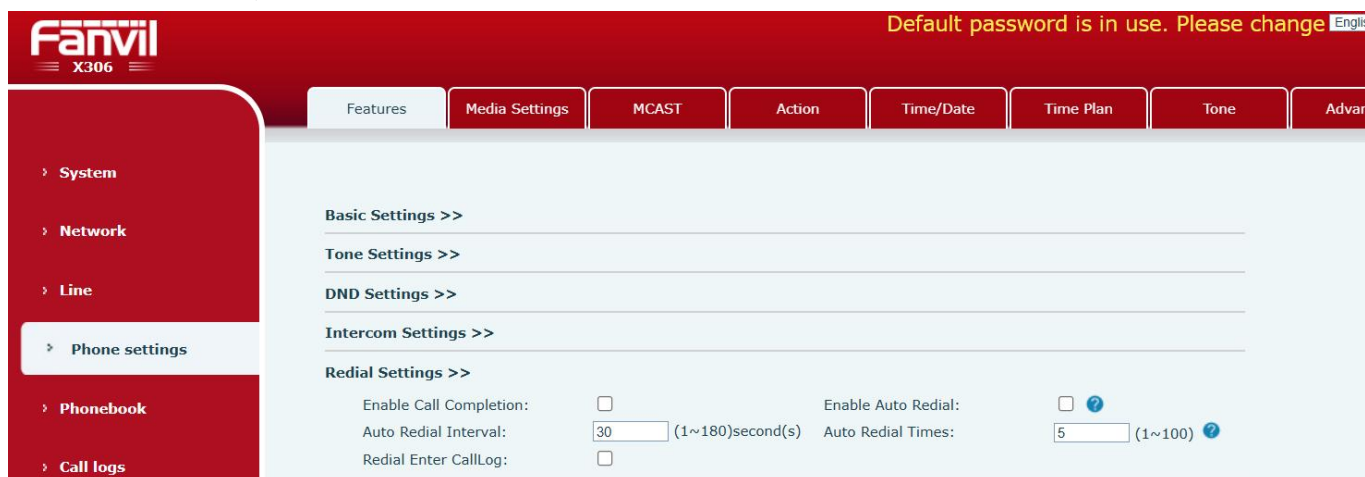 Fanvil
X306
Default password is in use. Please change
Features Media Settings MCAST Action Time/Date Time Plan Tone
› System
› Network
› Line
› Phone settings
› Phonebook
› Call logs
Basic Settings >>
Tone Settings >>
DND Settings >>
Intercom Settings >>
Redial Settings >>
Enable Call Completion: Enable Auto Redial: ?
Auto Redial Interval: 30 (1~180)second(s) Auto Redial Times: 5 (1~100) ?
Redial Enter CallLog: